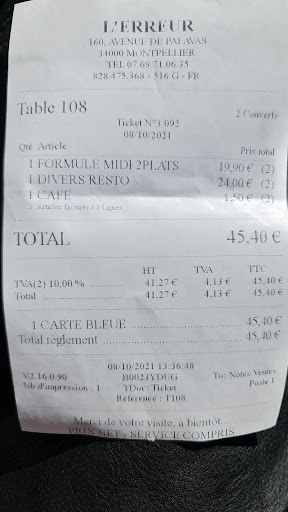 L'ERREUR
160, AVENUE DE PALAVAS
34000 MONTPELLIER
TEL 07.69.71.06.35
828.475.368 - 516 G - FR
Table 108
2 Couverts
Ticket N°3 092
08/10/2021
Qté Article Prix total
1 FORMULE MIDI 2PLATS 19,90 € (2)
1 DIVERS RESTO 24,00 € (2)
1 CAFE 1,50 € (2)
3 Articles facturés / 3 Lignes
TOTAL 45,40 €
HT TVA TTC
TVA(2) 10,00 % 41,27 € 4,13 € 45,40 €
Total 41,27 € 4,13 € 45,40 €
1 CARTE BLEUE 45,40 €
Total règlement 45,40 €
08/10/2021 13:36:48
V.2.16.0.90 B0023YDUG To: Notes Ventes
Nb d'impression : 1 TDoc: Ticket Poste 1
Référence : T108
Merci de votre visite, a bientôt.
PRIX NET - SERVICE COMPRIS